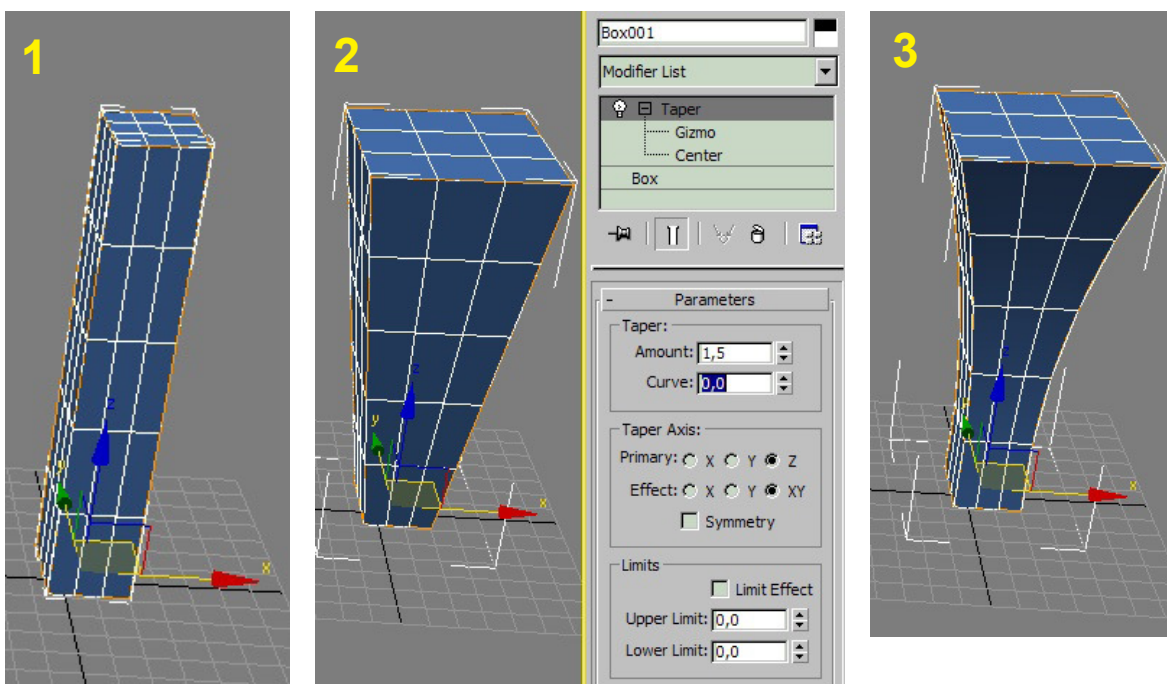 1
2
3
Box001
Modifier List
Taper
Gizmo
Center
Box
- Parameters
Taper:
Amount: 1,5
Curve: 0,0
Taper Axis:
Primary: X Y Z
Effect: X Y XY
Symmetry
Limits
Limit Effect
Upper Limit: 0,0
Lower Limit: 0,0
z
y
x
z
y
x
z
x